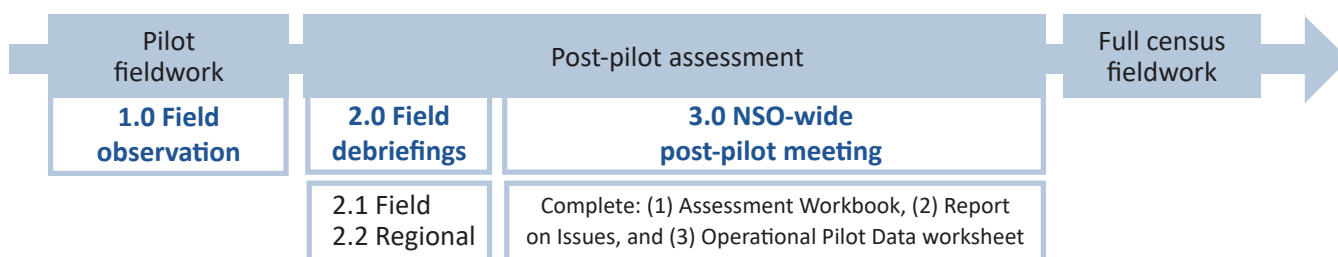 Pilot
fieldwork
Post-pilot assessment
Full census
fieldwork
1.0 Field
observation
2.0 Field
debriefings
3.0 NSO-wide
post-pilot meeting
2.1 Field
2.2 Regional
Complete: (1) Assessment Workbook, (2) Report
on Issues, and (3) Operational Pilot Data worksheet